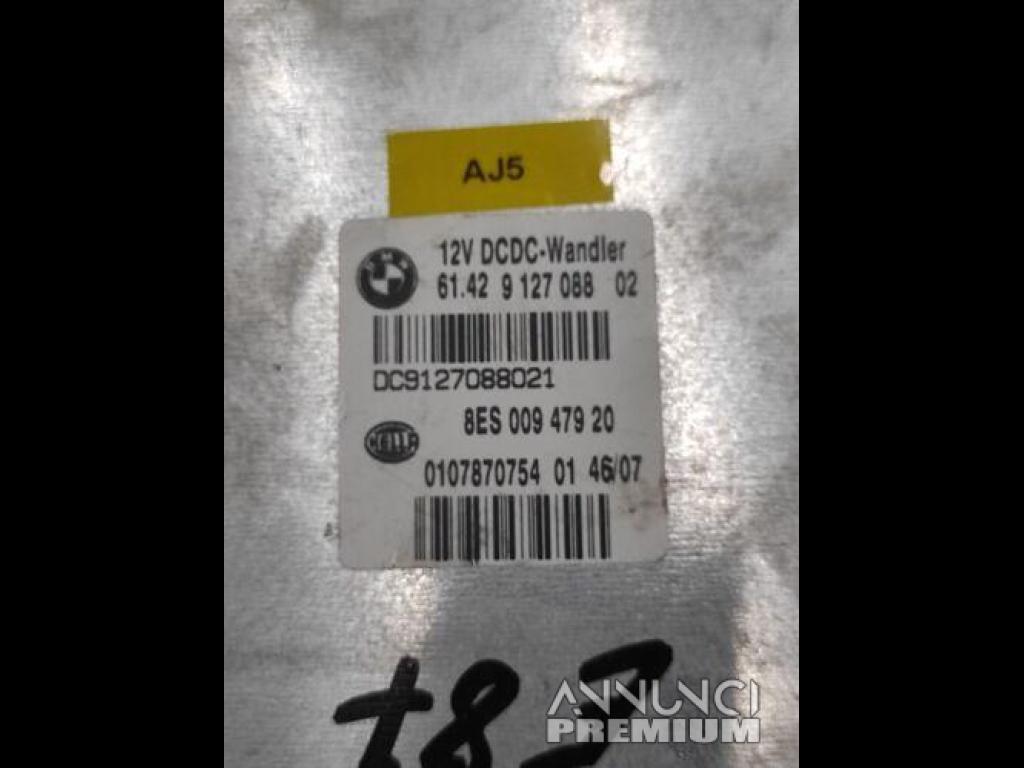 AJ5
12V DCDC-Wandler
61.42 9 127 088 02
DC9127088021
8ES 009 479 20
HELLA
0107870754 01 46/07
ANNUNCI
PREMIUM